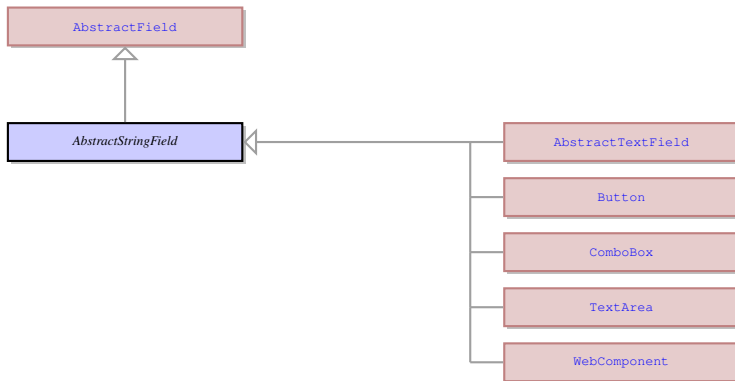 AbstractField
AbstractStringField
AbstractTextField
Button
ComboBox
TextArea
WebComponent